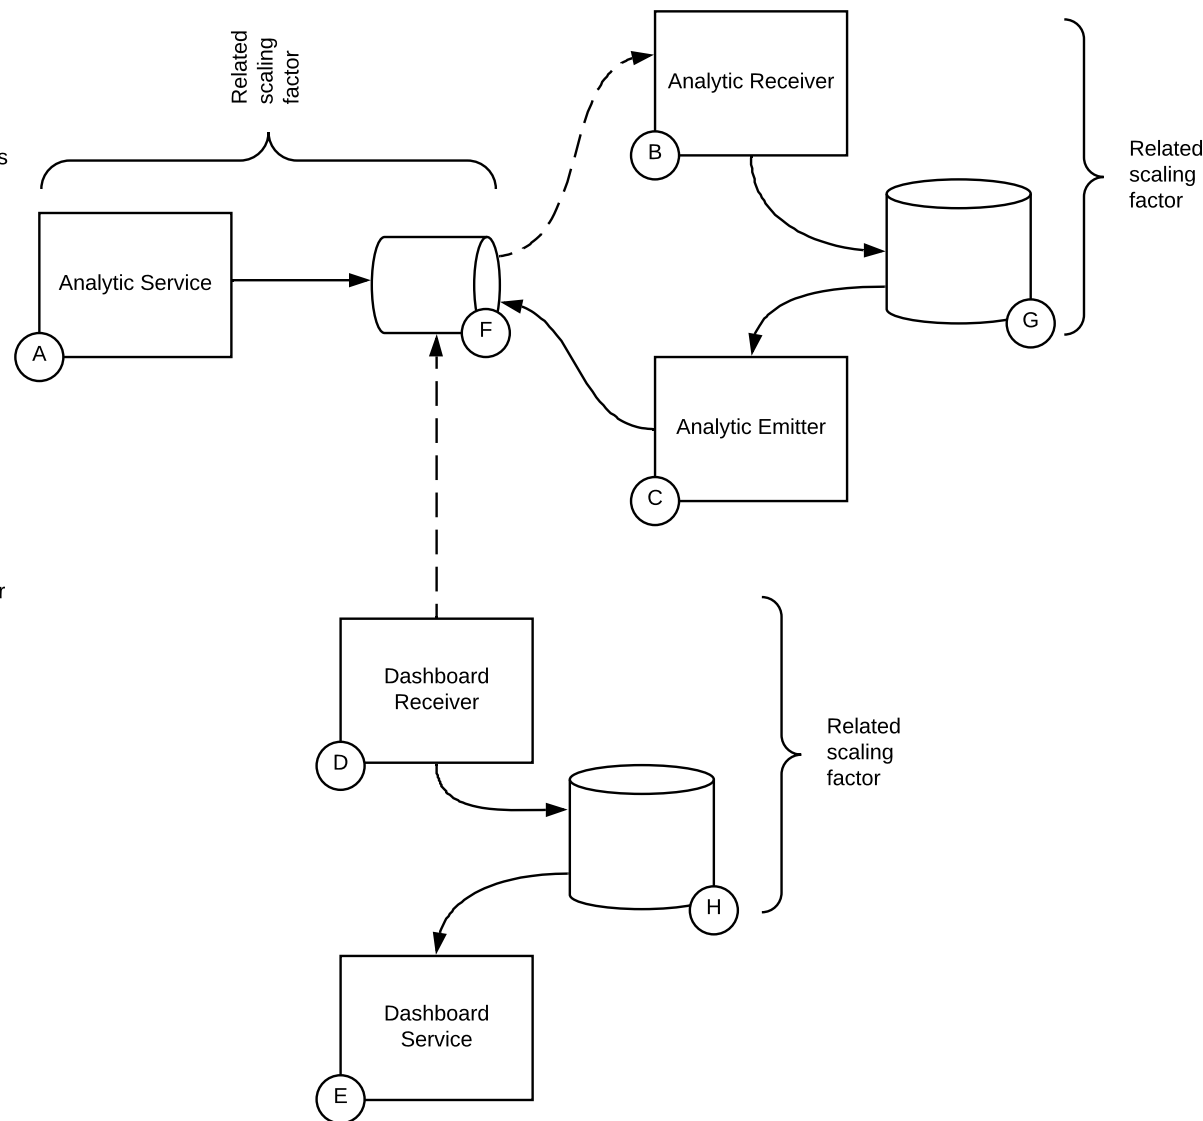 Related
scaling
factor
s
Analytic Receiver
B
Related
scaling
factor
Analytic Service
A
F
G
Analytic Emitter
C
r
Dashboard
Receiver
D
Related
scaling
factor
H
Dashboard
Service
E